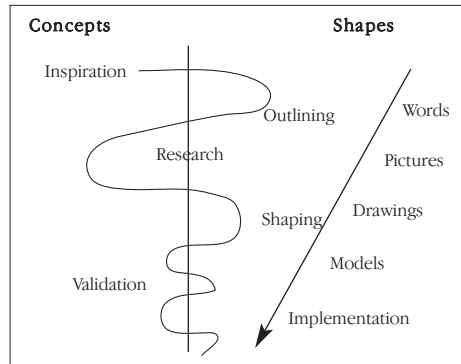 Concepts
Shapes
Inspiration
Outlining
Words
Research
Pictures
Shaping
Drawings
Models
Validation
Implementation